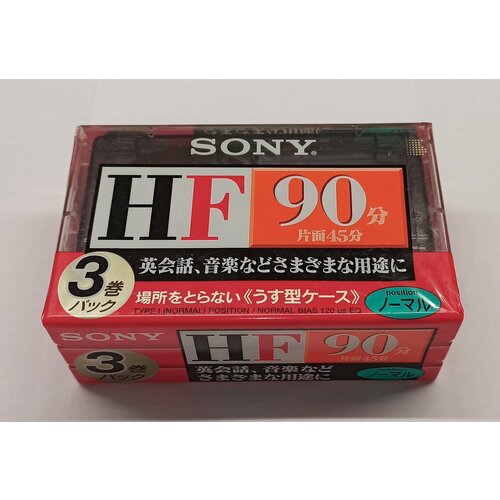 SONY®
HF 90分
片面45分
英会話、音楽などさまざまな用途に
3巻
パック
場所をとらない《うす型ケース》
position
ノーマル
TYPE I (NORMAL) POSITION / NORMAL BIAS 120 µs EQ
HF 90分
片面45分
3巻
パック
英会話、音楽など
さまざまな用途に
position
ノーマル